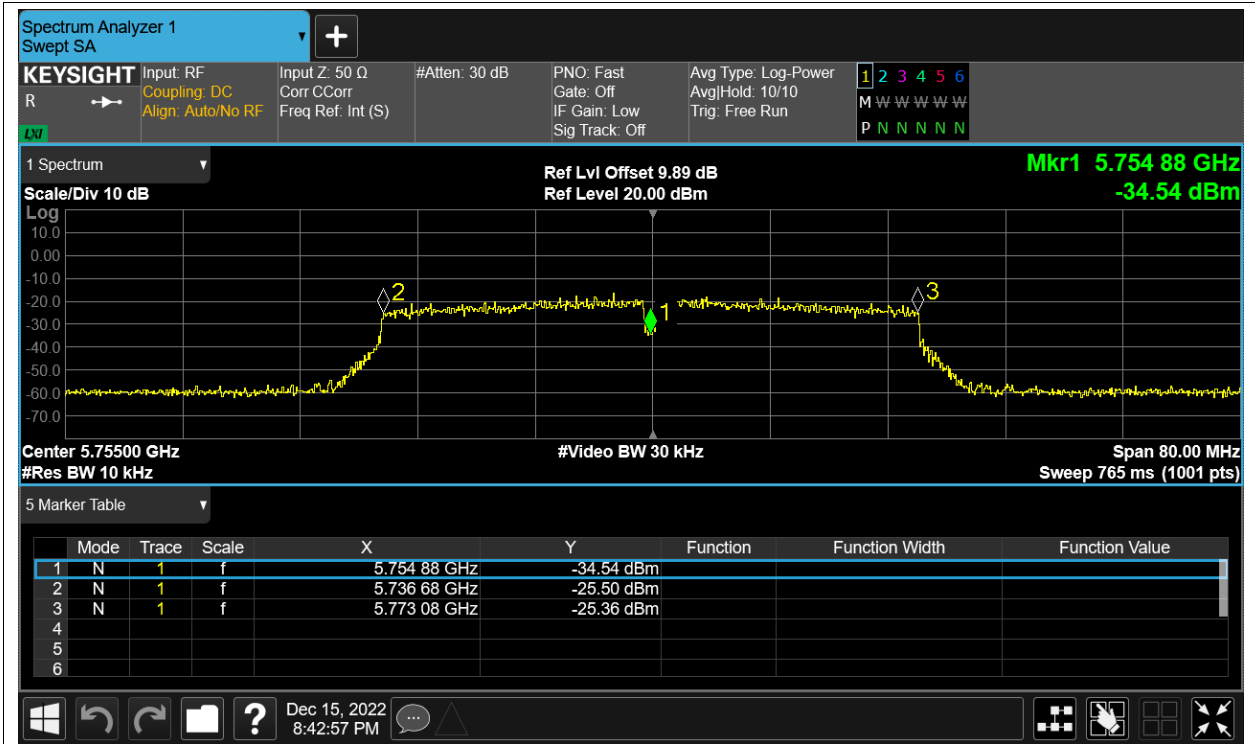 Spectrum Analyzer 1
Swept SA
KEYSIGHT Input: RF Input Z: 50 Ω #Atten: 30 dB PNO: Fast Avg Type: Log-Power 1 2 3 4 5 6
R Coupling: DC Corr CCorr Gate: Off Avg|Hold: 10/10 M W W W W W
Align: Auto/No RF Freq Ref: Int (S) IF Gain: Low Trig: Free Run
LXI Sig Track: Off P N N N N N
1 Spectrum Ref Lvl Offset 9.89 dB Mkr1 5.754 88 GHz
Scale/Div 10 dB Ref Level 20.00 dBm -34.54 dBm
Log
10.0
0.00
-10.0
2 3
-20.0
1
-30.0
-40.0
-50.0
-60.0
-70.0
Center 5.75500 GHz #Video BW 30 kHz Span 80.00 MHz
#Res BW 10 kHz Sweep 765 ms (1001 pts)
5 Marker Table
Mode Trace Scale X Y Function Function Width Function Value
1 N 1 f 5.754 88 GHz -34.54 dBm
2 N 1 f 5.736 68 GHz -25.50 dBm
3 N 1 f 5.773 08 GHz -25.36 dBm
4
5
6
? Dec 15, 2022
8:42:57 PM